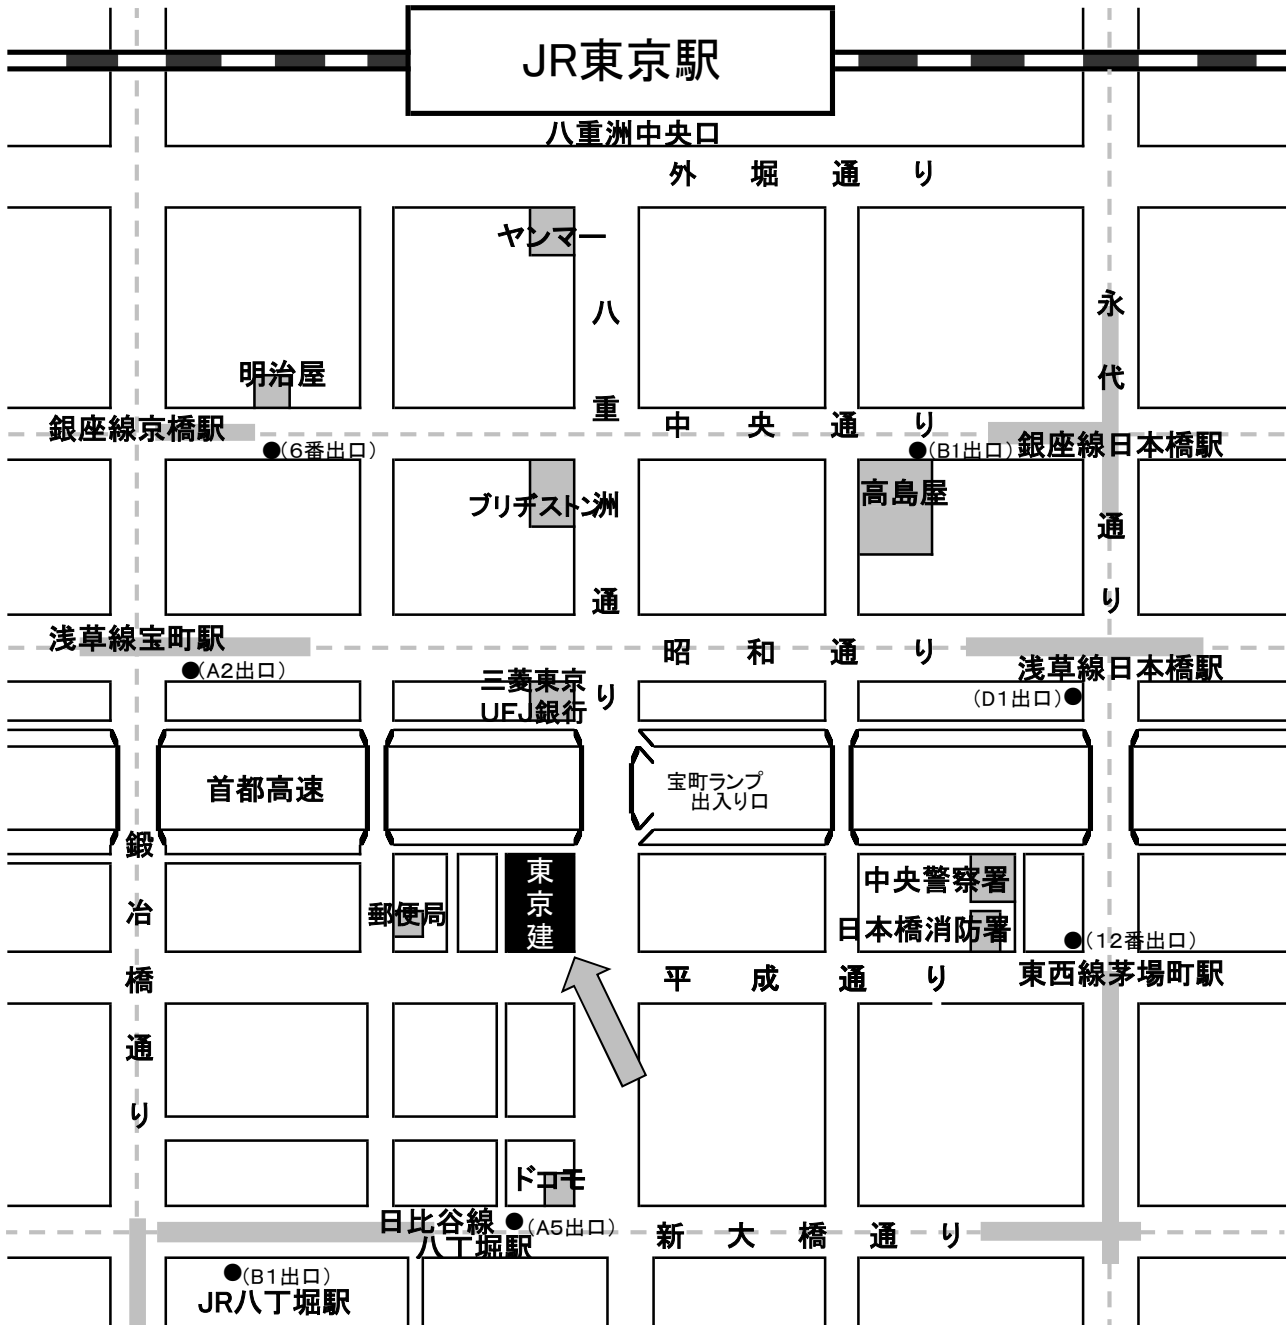 JR東京駅
八重洲中央口
外堀通り
ヤンマー
八重洲通り
永代通り
明治屋
中央通り
銀座線京橋駅
(6番出口)
(B1出口)
銀座線日本橋駅
ブリヂストン
高島屋
浅草線宝町駅
(A2出口)
昭和通り
浅草線日本橋駅
(D1出口)
三菱東京
UFJ銀行
首都高速
宝町ランプ
出入り口
鍛冶橋通り
東京建
郵便局
中央警察署
日本橋消防署
(12番出口)
東西線茅場町駅
平成通り
ドコモ
日比谷線
八丁堀駅
(A5出口)
新大橋通り
(B1出口)
JR八丁堀駅